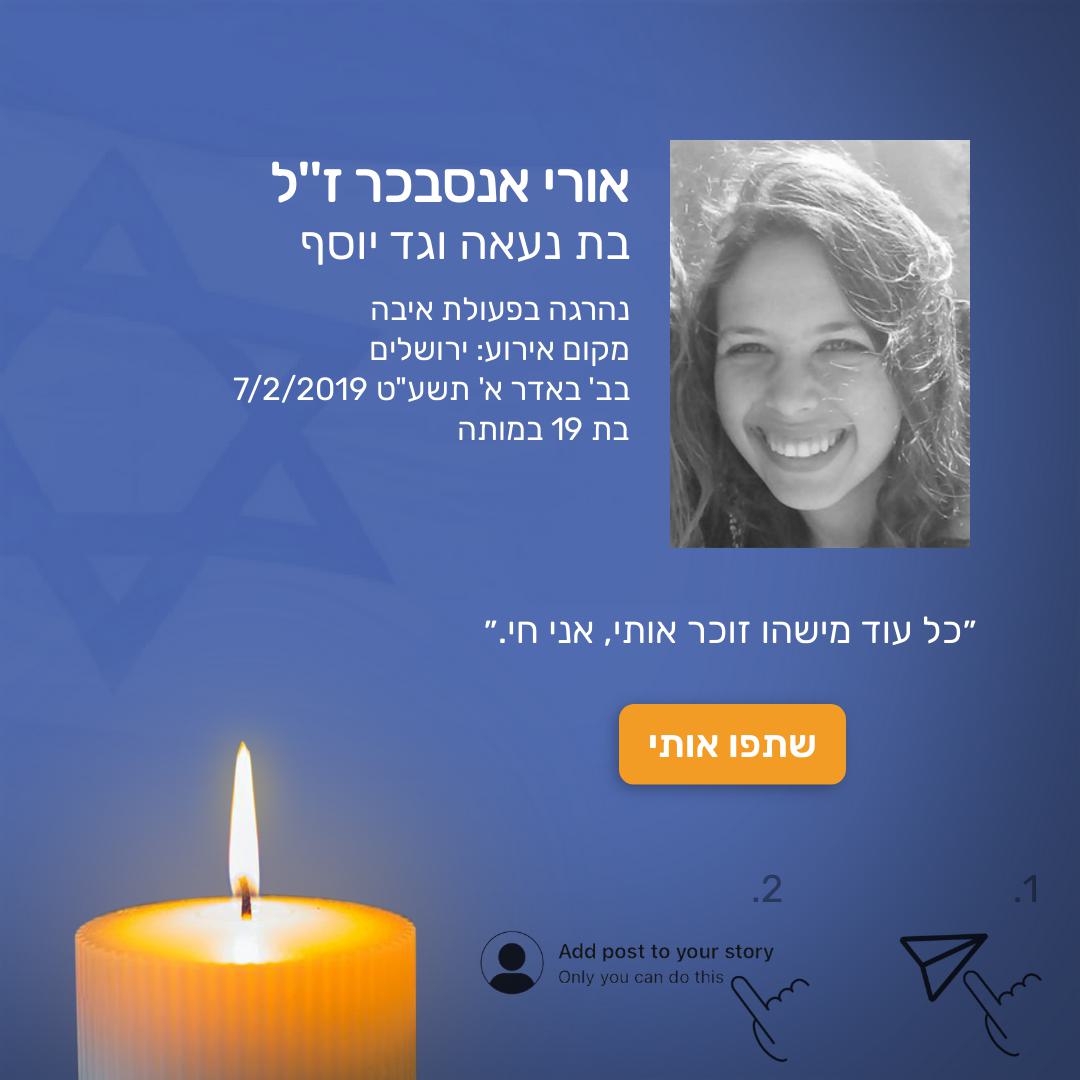 אורי אנסבכר ז"ל
בת נעאה וגד יוסף
נהרגה בפעולת איבה
מקום אירוע: ירושלים
בב' באדר א' תשע"ט 7/2/2019
בת 19 במותה
״כל עוד מישהו זוכר אותי, אני חי.״
שתפו אותי
1.
2.
Add post to your story
Only you can do this